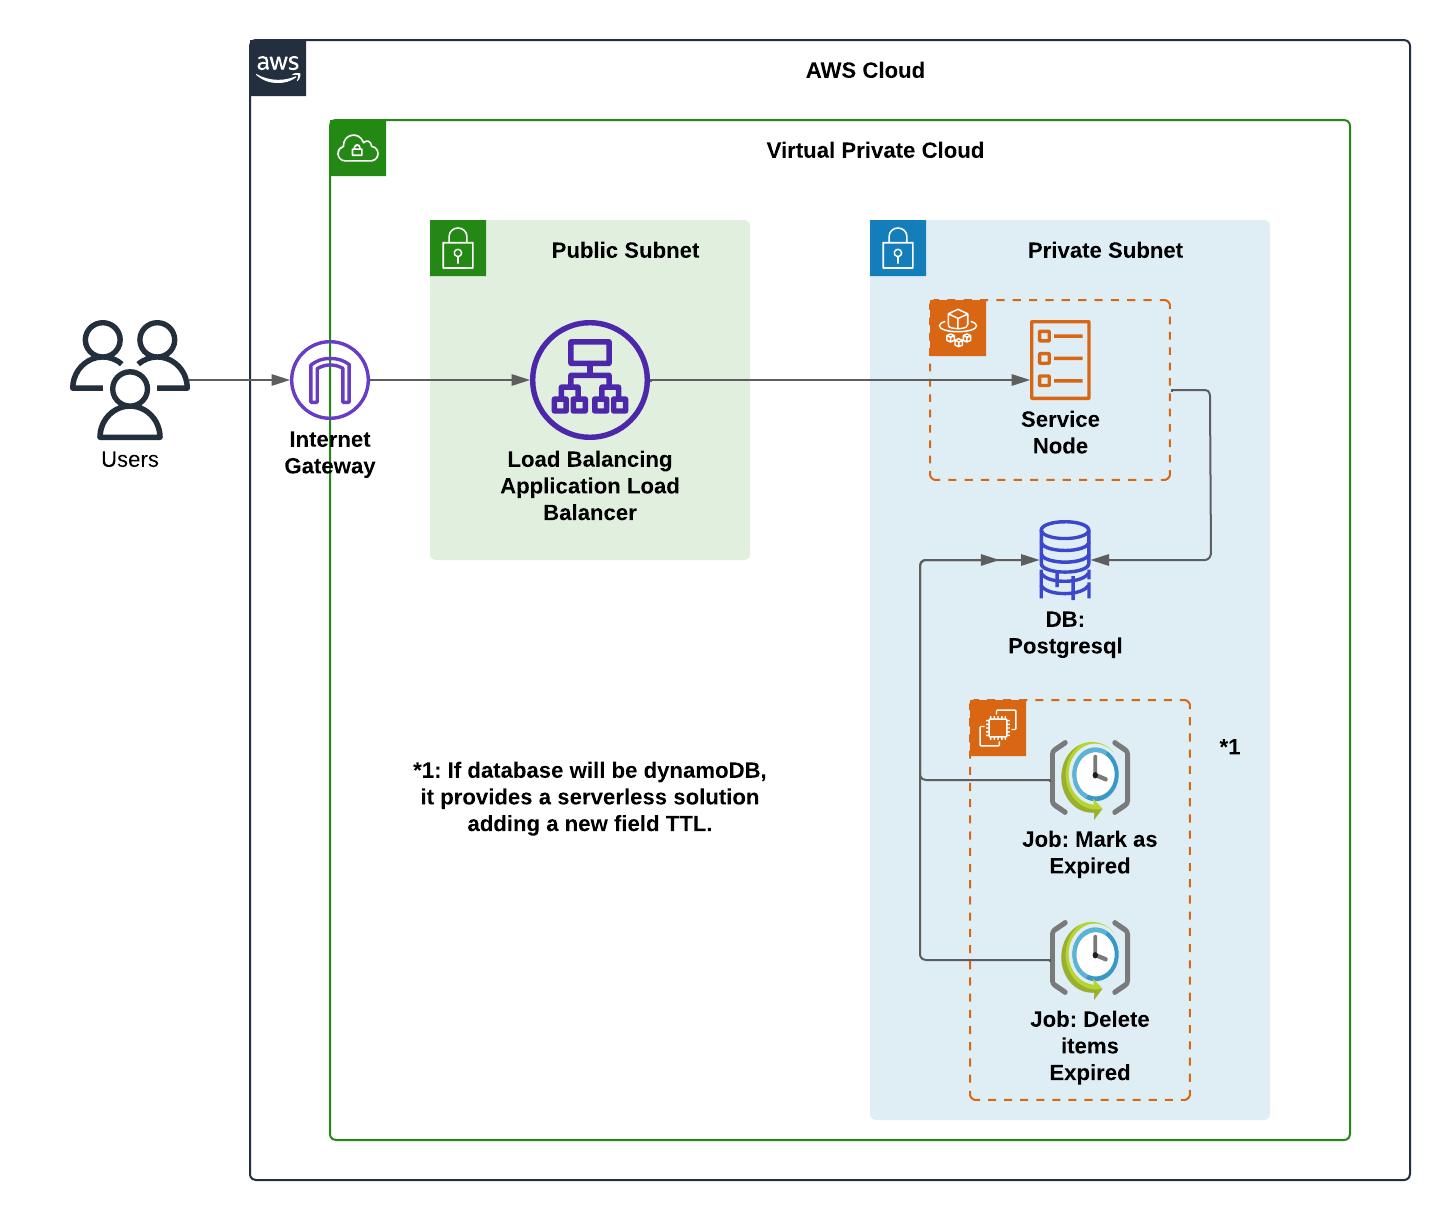 aws
AWS Cloud
Virtual Private Cloud
Public Subnet
Private Subnet
Users
Internet
Gateway
Load Balancing
Application Load
Balancer
Service
Node
DB:
Postgresql
*1
*1: If database will be dynamoDB,
it provides a serverless solution
adding a new field TTL.
Job: Mark as
Expired
Job: Delete
items
Expired